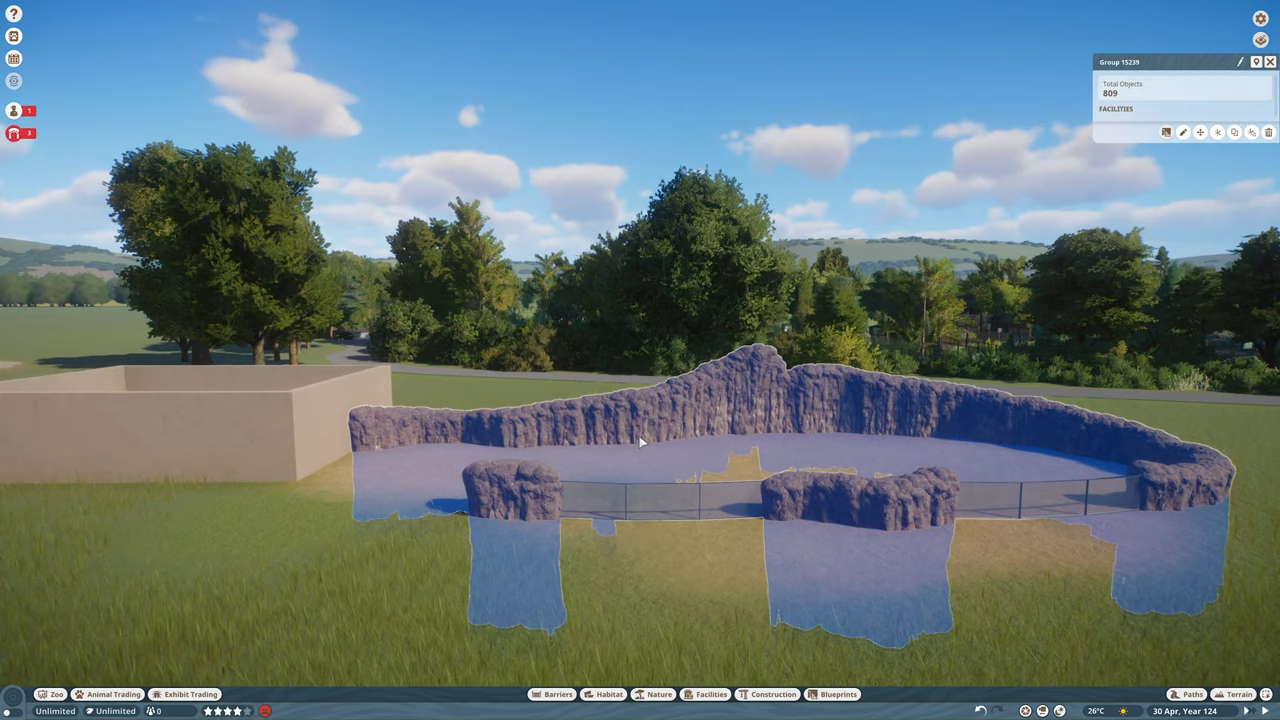 ?
1
3
Group 15239
Total Objects
809
FACILITIES
Zoo
Animal Trading
Exhibit Trading
Barriers
Habitat
Nature
Facilities
Construction
Blueprints
Paths
Terrain
Unlimited
Unlimited
0
26°C
30 Apr, Year 124